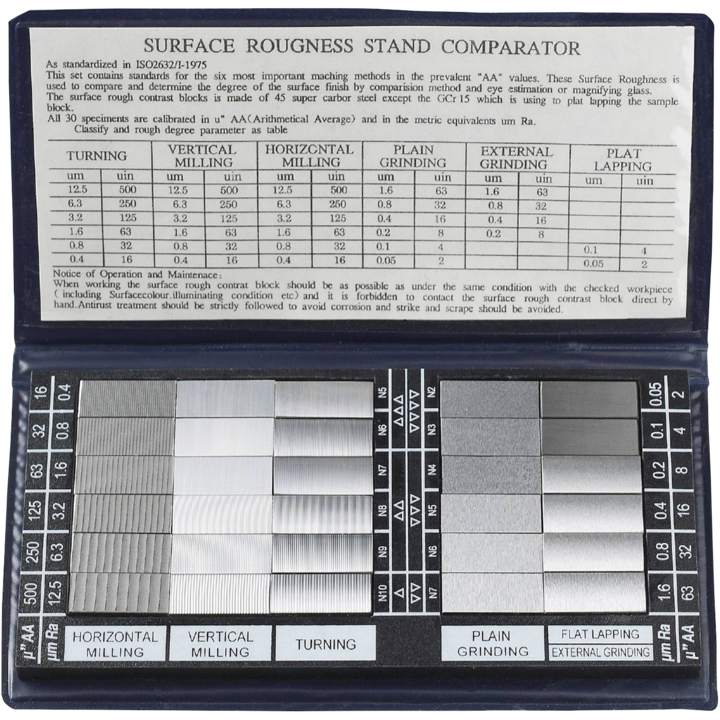 SURFACE ROUGNESS STAND COMPARATOR
As standardized in ISO2632/I-1975
This set contains standards for the six most important maching methods in the prevalent "AA" values. These Surface Roughness is
used to compare and determine the degree of the surface finish by comparision method and eye estimation or magnifying glass.
The surface rough contrast blocks is made of 45 super carbor steel except the GCr15 which is using to plat lapping the sample
block.
All 30 specimens are calibrated in u" AA(Arithmetical Average) and in the metric equivalents um Ra.
Classify and rough degree parameter as table
TURNING VERTICAL MILLING HORIZONTAL MILLING PLAIN GRINDING EXTERNAL GRINDING PLAT LAPPING
um uin um uin um uin um uin um uin um uin
12.5 500 12.5 500 12.5 500 1.6 63 1.6 63
6.3 250 6.3 250 6.3 250 0.8 32 0.8 32
3.2 125 3.2 125 3.2 125 0.4 16 0.4 16
1.6 63 1.6 63 1.6 63 0.2 8 0.2 8
0.8 32 0.8 32 0.8 32 0.1 4 0.1 4
0.4 16 0.4 16 0.4 16 0.05 2 0.05 2
Notice of Operation and Maintenace:
When working the surface rough contrat block should be as possible as under the same condition with the checked workpiece
( including Surfacecolour.illuminating condition etc) and it is forbidden to contact the surface rough contrast block direct by
hand.Antirust treatment should be strictly followed to avoid corrosion and strike and scrape should be avoided.
16 0.4 N5 N2 0.05 2
32 0.8 N6 N3 0.1 4
63 1.6 N7 N4 0.2 8
125 3.2 N8 N5 0.4 16
250 6.3 N9 N6 0.8 32
500 12.5 N10 N7 1.6 63
µ"AA µm Ra HORIZONTAL MILLING VERTICAL MILLING TURNING PLAIN GRINDING FLAT LAPPING EXTERNAL GRINDING µm Ra µ"AA